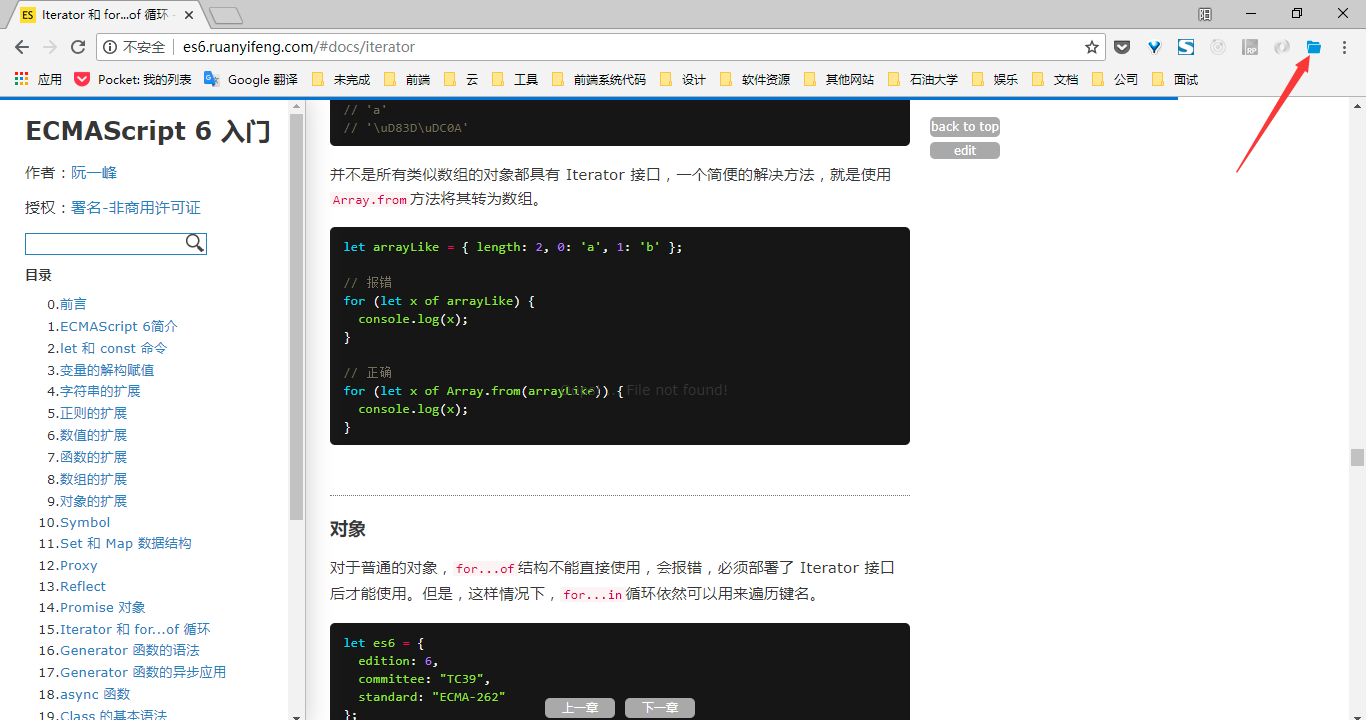 Iterator 和 for...of 循环
不安全 es6.ruanyifeng.com/#docs/iterator
应用 Pocket: 我的列表 Google 翻译 未完成 前端 云 工具 前端系统代码 设计 软件资源 其他网站 石油大学 娱乐 文档 公司 面试
ECMAScript 6 入门
作者：阮一峰
授权：署名-非商用许可证
目录
0.前言
1.ECMAScript 6简介
2.let 和 const 命令
3.变量的解构赋值
4.字符串的扩展
5.正则的扩展
6.数值的扩展
7.函数的扩展
8.数组的扩展
9.对象的扩展
10.Symbol
11.Set 和 Map 数据结构
12.Proxy
13.Reflect
14.Promise 对象
15.Iterator 和 for...of 循环
16.Generator 函数的语法
17.Generator 函数的异步应用
18.async 函数
19.Class 的基本语法
// 'a'
// '\uD83D\uDC0A'
并不是所有类似数组的对象都具有 Iterator 接口，一个简便的解决方法，就是使用
Array.from方法将其转为数组。
let arrayLike = { length: 2, 0: 'a', 1: 'b' };
// 报错
for (let x of arrayLike) {
  console.log(x);
}
// 正确
for (let x of Array.from(arrayLike)) {
File not found!
  console.log(x);
}
对象
对于普通的对象，for...of结构不能直接使用，会报错，必须部署了 Iterator 接口
后才能使用。但是，这样情况下，for...in循环依然可以用来遍历键名。
let es6 = {
  edition: 6,
  committee: "TC39",
  standard: "ECMA-262"
};
上一章 下一章
back to top
edit